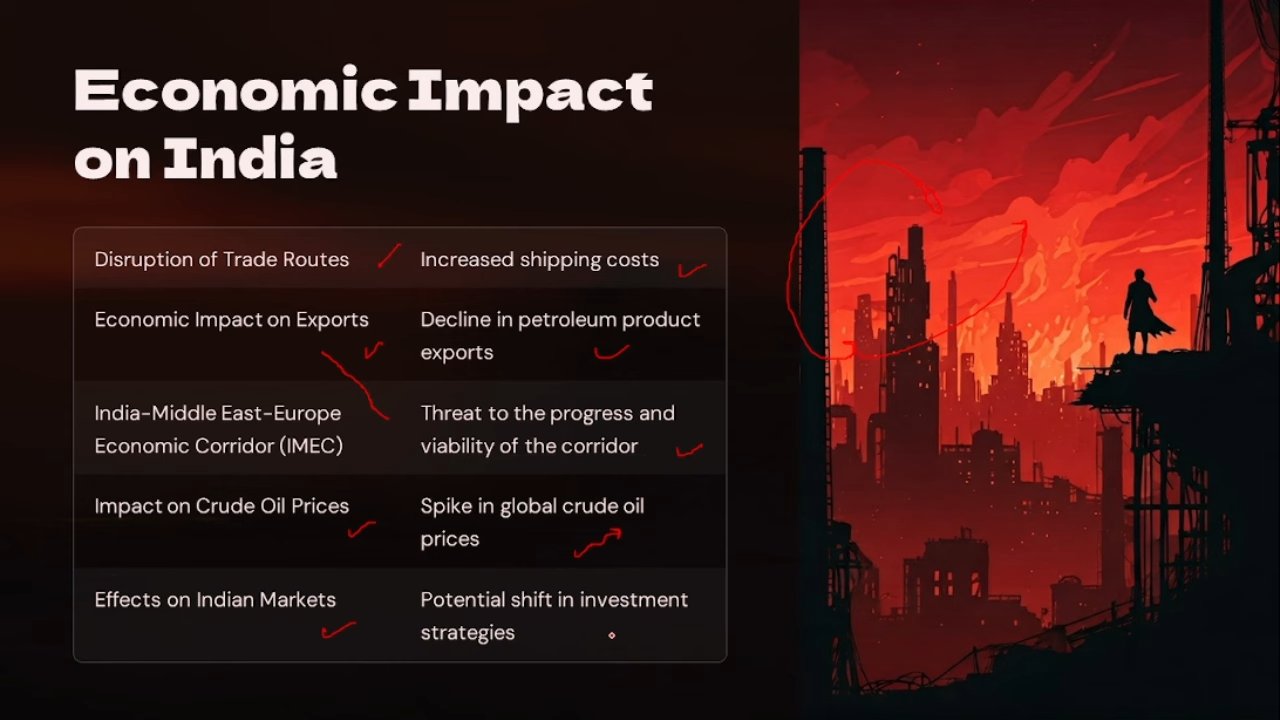 Economic Impact
on India
Disruption of Trade Routes
Increased shipping costs
Economic Impact on Exports
Decline in petroleum product
exports
India-Middle East-Europe
Economic Corridor (IMEC)
Threat to the progress and
viability of the corridor
Impact on Crude Oil Prices
Spike in global crude oil
prices
Effects on Indian Markets
Potential shift in investment
strategies